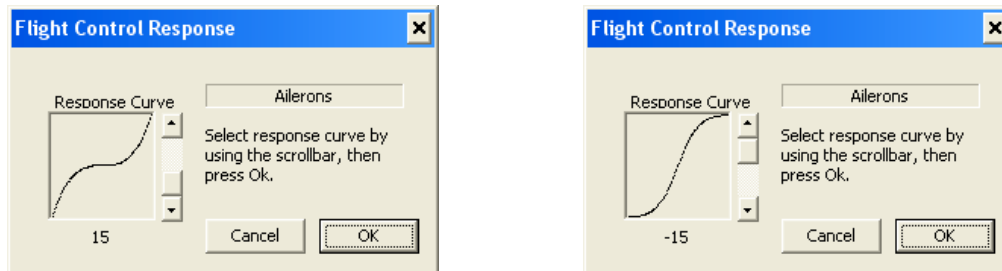 Flight Control Response
Response Curve
Ailerons
Select response curve by
using the scrollbar, then
press Ok.
15
Cancel
OK
Flight Control Response
Response Curve
Ailerons
Select response curve by
using the scrollbar, then
press Ok.
-15
Cancel
OK